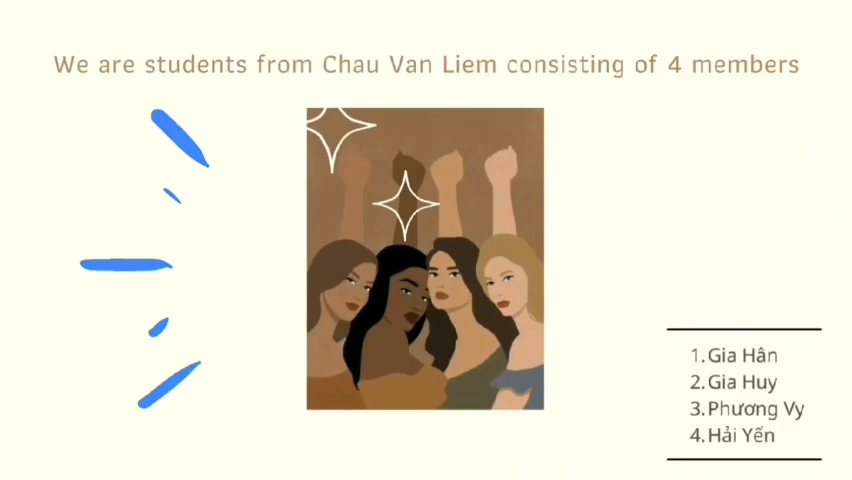 We are students from Chau Van Liem consisting of 4 members
1. Gia Hân
2. Gia Huy
3. Phương Vy
4. Hải Yến